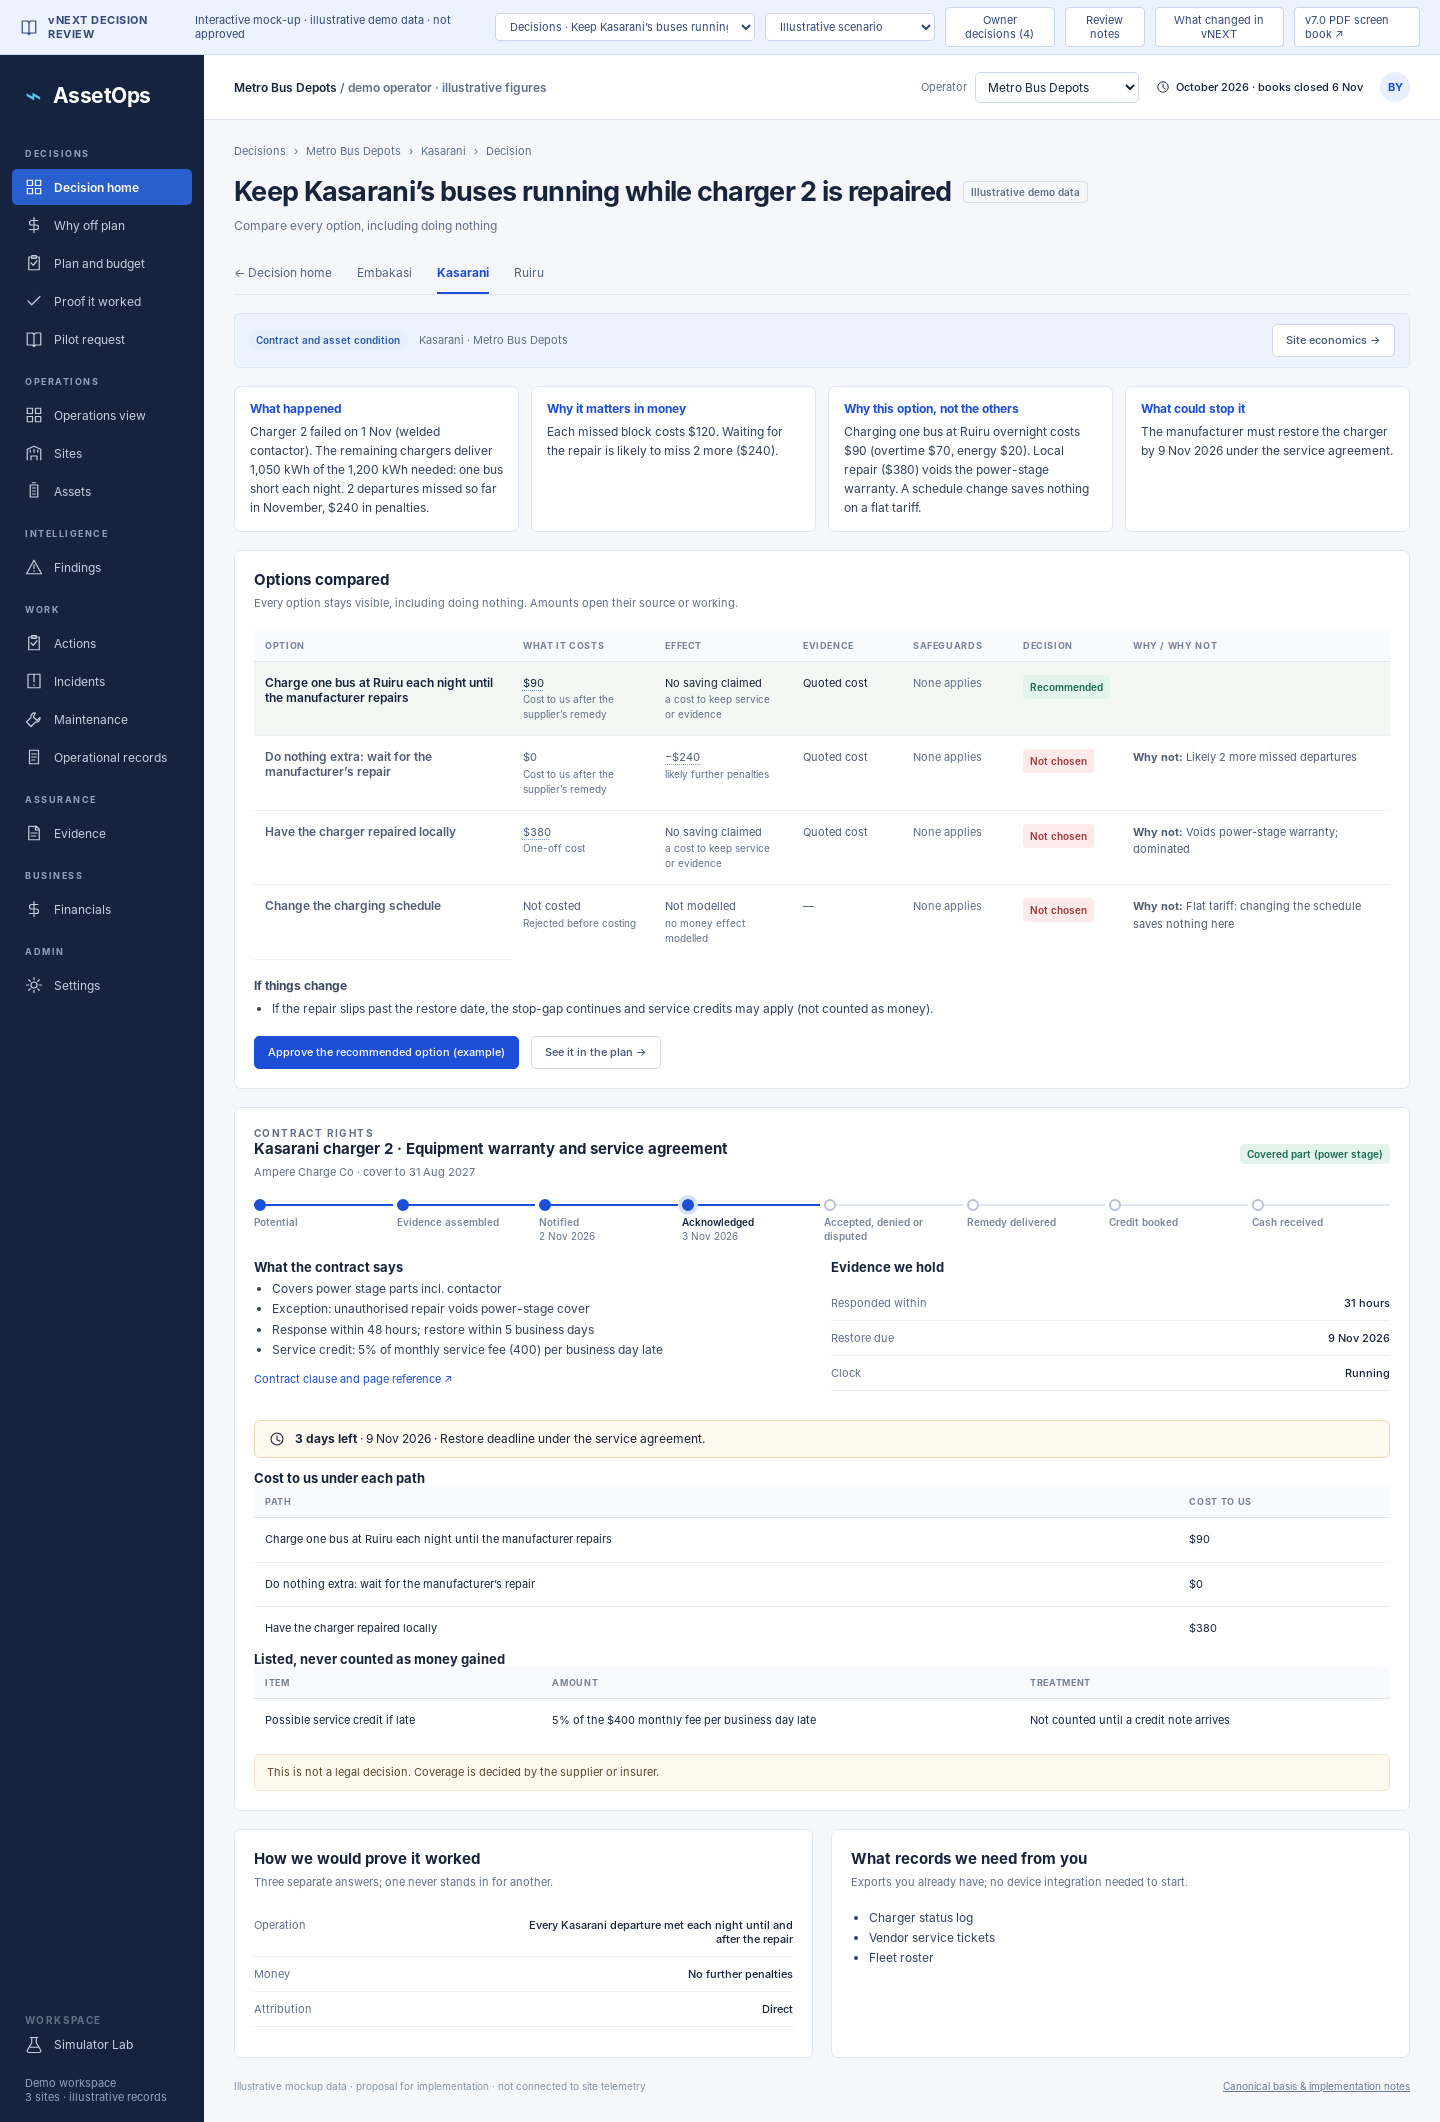 vNEXT DECISION REVIEW
Interactive mock-up · illustrative demo data · not approved
Decisions · Keep Kasarani's buses running
Illustrative scenario
Owner decisions (4)
Review notes
What changed in vNEXT
v7.0 PDF screen book ↗
AssetOps
DECISIONS
Decision home
Why off plan
Plan and budget
Proof it worked
Pilot request
OPERATIONS
Operations view
Sites
Assets
INTELLIGENCE
Findings
WORK
Actions
Incidents
Maintenance
Operational records
ASSURANCE
Evidence
BUSINESS
Financials
ADMIN
Settings
WORKSPACE
Simulator Lab
Demo workspace
3 sites · illustrative records
Metro Bus Depots / demo operator · illustrative figures
Operator
Metro Bus Depots
October 2026 · books closed 6 Nov
BY
Decisions › Metro Bus Depots › Kasarani › Decision
Keep Kasarani’s buses running while charger 2 is repaired
Illustrative demo data
Compare every option, including doing nothing
← Decision home
Embakasi
Kasarani
Ruiru
Contract and asset condition
Kasarani · Metro Bus Depots
Site economics →
What happened
Charger 2 failed on 1 Nov (welded
contactor). The remaining chargers deliver
1,050 kWh of the 1,200 kWh needed: one bus
short each night. 2 departures missed so far
in November, $240 in penalties.
Why it matters in money
Each missed block costs $120. Waiting for
the repair is likely to miss 2 more ($240).
Why this option, not the others
Charging one bus at Ruiru overnight costs
$90 (overtime $70, energy $20). Local
repair ($380) voids the power-stage
warranty. A schedule change saves nothing
on a flat tariff.
What could stop it
The manufacturer must restore the charger
by 9 Nov 2026 under the service agreement.
Options compared
Every option stays visible, including doing nothing. Amounts open their source or working.
OPTION WHAT IT COSTS EFFECT EVIDENCE SAFEGUARDS DECISION WHY / WHY NOT
Charge one bus at Ruiru each night until the manufacturer repairs
$90
Cost to us after the supplier’s remedy
No saving claimed
a cost to keep service or evidence
Quoted cost
None applies
Recommended
Do nothing extra: wait for the manufacturer’s repair
$0
Cost to us after the supplier’s remedy
−$240
likely further penalties
Quoted cost
None applies
Not chosen
Why not: Likely 2 more missed departures
Have the charger repaired locally
$380
One-off cost
No saving claimed
a cost to keep service or evidence
Quoted cost
None applies
Not chosen
Why not: Voids power-stage warranty; dominated
Change the charging schedule
Not costed
Rejected before costing
Not modelled
no money effect modelled
—
None applies
Not chosen
Why not: Flat tariff: changing the schedule saves nothing here
If things change
• If the repair slips past the restore date, the stop-gap continues and service credits may apply (not counted as money).
Approve the recommended option (example)
See it in the plan →
CONTRACT RIGHTS
Kasarani charger 2 · Equipment warranty and service agreement
Covered part (power stage)
Ampere Charge Co · cover to 31 Aug 2027
Potential
Evidence assembled
Notified
2 Nov 2026
Acknowledged
3 Nov 2026
Accepted, denied or disputed
Remedy delivered
Credit booked
Cash received
What the contract says
• Covers power stage parts incl. contactor
• Exception: unauthorised repair voids power-stage cover
• Response within 48 hours; restore within 5 business days
• Service credit: 5% of monthly service fee (400) per business day late
Contract clause and page reference ↗
Evidence we hold
Responded within 31 hours
Restore due 9 Nov 2026
Clock Running
3 days left · 9 Nov 2026 · Restore deadline under the service agreement.
Cost to us under each path
PATH COST TO US
Charge one bus at Ruiru each night until the manufacturer repairs $90
Do nothing extra: wait for the manufacturer’s repair $0
Have the charger repaired locally $380
Listed, never counted as money gained
ITEM AMOUNT TREATMENT
Possible service credit if late 5% of the $400 monthly fee per business day late Not counted until a credit note arrives
This is not a legal decision. Coverage is decided by the supplier or insurer.
How we would prove it worked
Three separate answers; one never stands in for another.
Operation Every Kasarani departure met each night until and after the repair
Money No further penalties
Attribution Direct
What records we need from you
Exports you already have; no device integration needed to start.
• Charger status log
• Vendor service tickets
• Fleet roster
Illustrative mockup data · proposal for implementation · not connected to site telemetry
Canonical basis & implementation notes